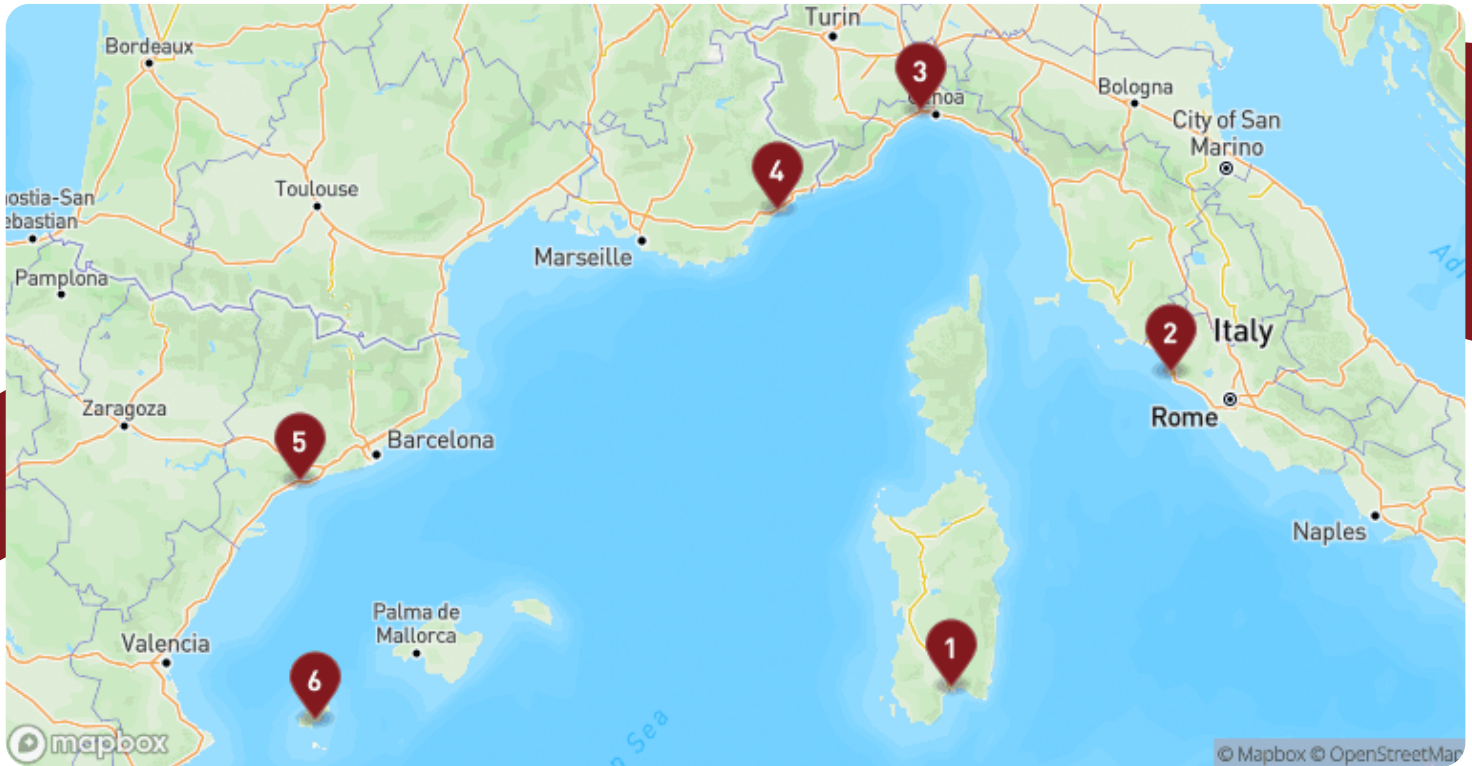 Turin
Bordeaux
3
Genoa
Bologna
City of San
Marino
4
Toulouse
nostia-San
ebastian
Marseille
Pamplona
2
Italy
Zaragoza
Rome
5
Barcelona
Naples
Palma de
Mallorca
Valencia
1
6
Sea
mapbox
© Mapbox © OpenStreetMap